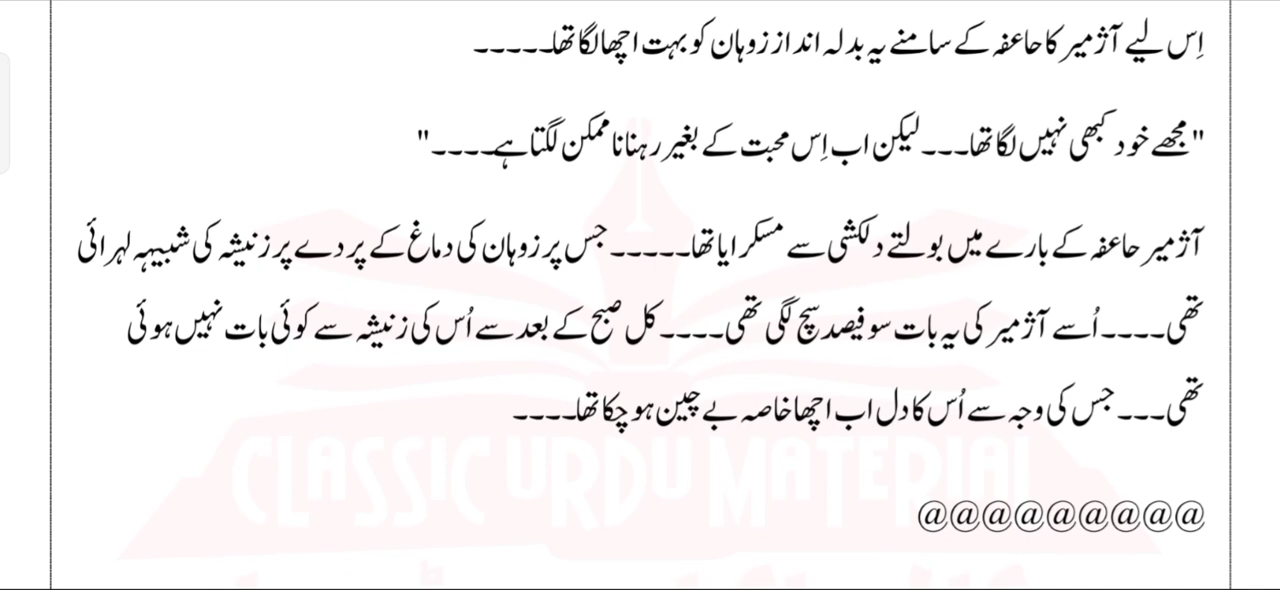 اِس لیے آژمیر کا حاعفہ کے سامنے یہ بدلہ انداز زوہان کو بہت اچھا لگا تھا۔۔۔۔۔
"مجھے خود کبھی نہیں لگا تھا۔۔۔ لیکن اب اِس محبت کے بغیر رہنا ناممکن لگتا ہے۔۔۔۔"
آژمیر حاعفہ کے بارے میں بولتے دلکشی سے مسکرایا تھا۔۔۔۔۔ جس پر زوہان کی دماغ کے پردے پر زنیشہ کی شبیہہ لہرائی
تھی۔۔۔۔ اُسے آژمیر کی یہ بات سو فیصد سچ لگی تھی۔۔۔۔ کل صبح کے بعد سے اُس کی زنیشہ سے کوئی بات نہیں ہوئی
تھی۔۔۔ جس کی وجہ سے اُس کا دل اب اچھا خاصہ بے چین ہو چکا تھا۔۔۔۔
CLASSIC URDU MATERIAL
@@@@@@@@@